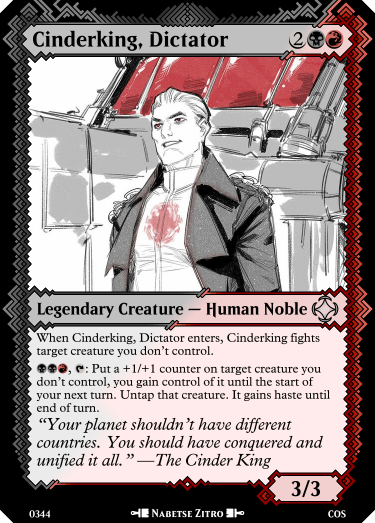 Cinderking, Dictator 2
Legendary Creature — Human Noble
When Cinderking, Dictator enters, Cinderking fights
target creature you don't control.
: Put a +1/+1 counter on target creature you
don't control, you gain control of it until the start of
your next turn. Untap that creature. It gains haste until
end of turn.
“Your planet shouldn't have different
countries. You should have conquered and
unified it all.” —The Cinder King
3/3
0344 Nabetse Zitro COS